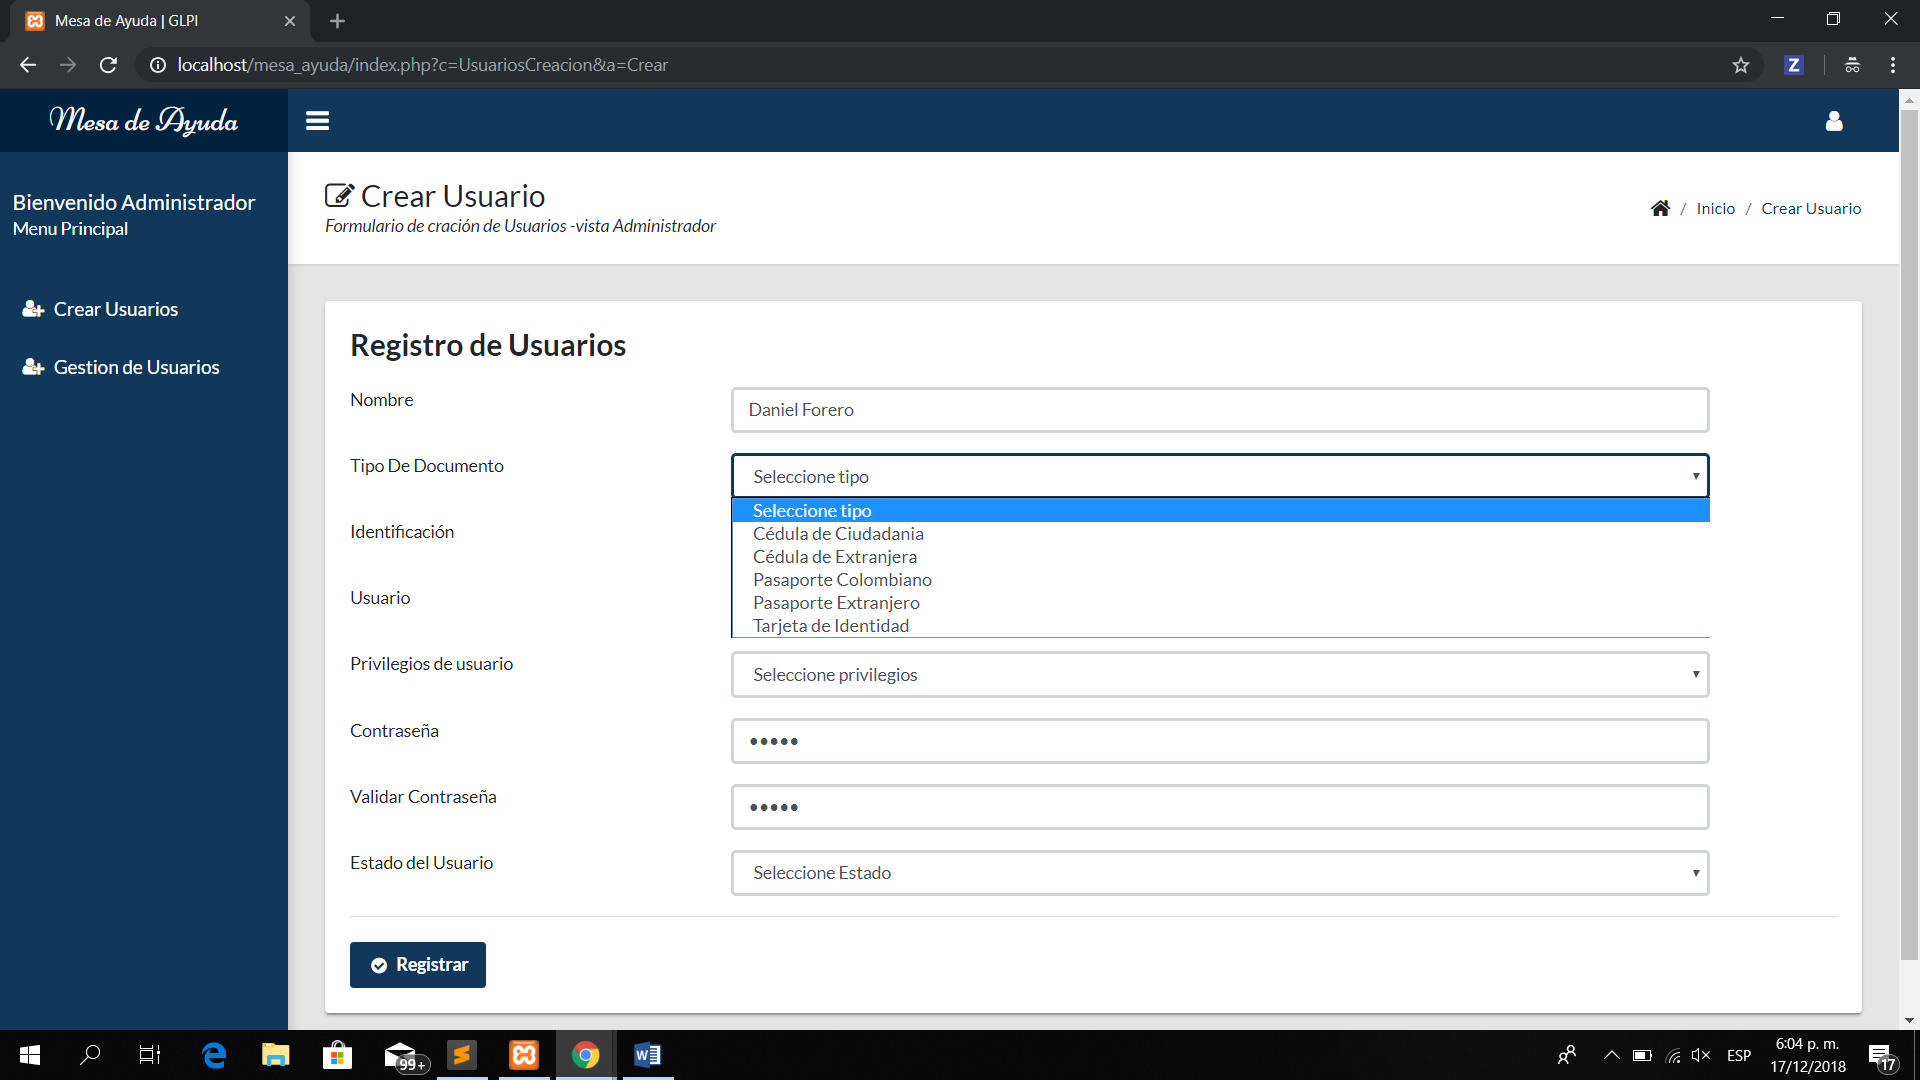 Mesa de Ayuda | GLPI
localhost/mesa_ayuda/index.php?c=UsuariosCreacion&a=Crear
Z
Mesa de Ayuda
Bienvenido Administrador
Menu Principal
Crear Usuarios
Gestion de Usuarios
Crear Usuario
Formulario de cración de Usuarios -vista Administrador
/ Inicio / Crear Usuario
Registro de Usuarios
Nombre
Daniel Forero
Tipo De Documento
Seleccione tipo
Seleccione tipo
Cédula de Ciudadania
Cédula de Extranjera
Pasaporte Colombiano
Pasaporte Extranjero
Tarjeta de Identidad
Identificación
Usuario
Privilegios de usuario
Seleccione privilegios
Contraseña
•••••
Validar Contraseña
•••••
Estado del Usuario
Seleccione Estado
Registrar
99+
ESP
6:04 p. m.
17/12/2018
17